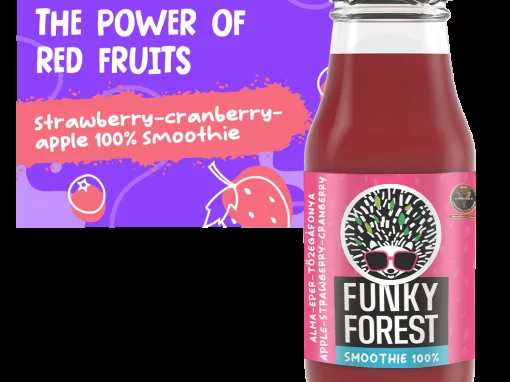 THE POWER OF
RED FRUITS
strawberry-cranberry-
apple 100% smoothie
ALMA-EPER-TŐZEGÁFONYA
APPLE-STRAWBERRY-CRANBERRY
FUNKY
FOREST
SMOOTHIE 100%